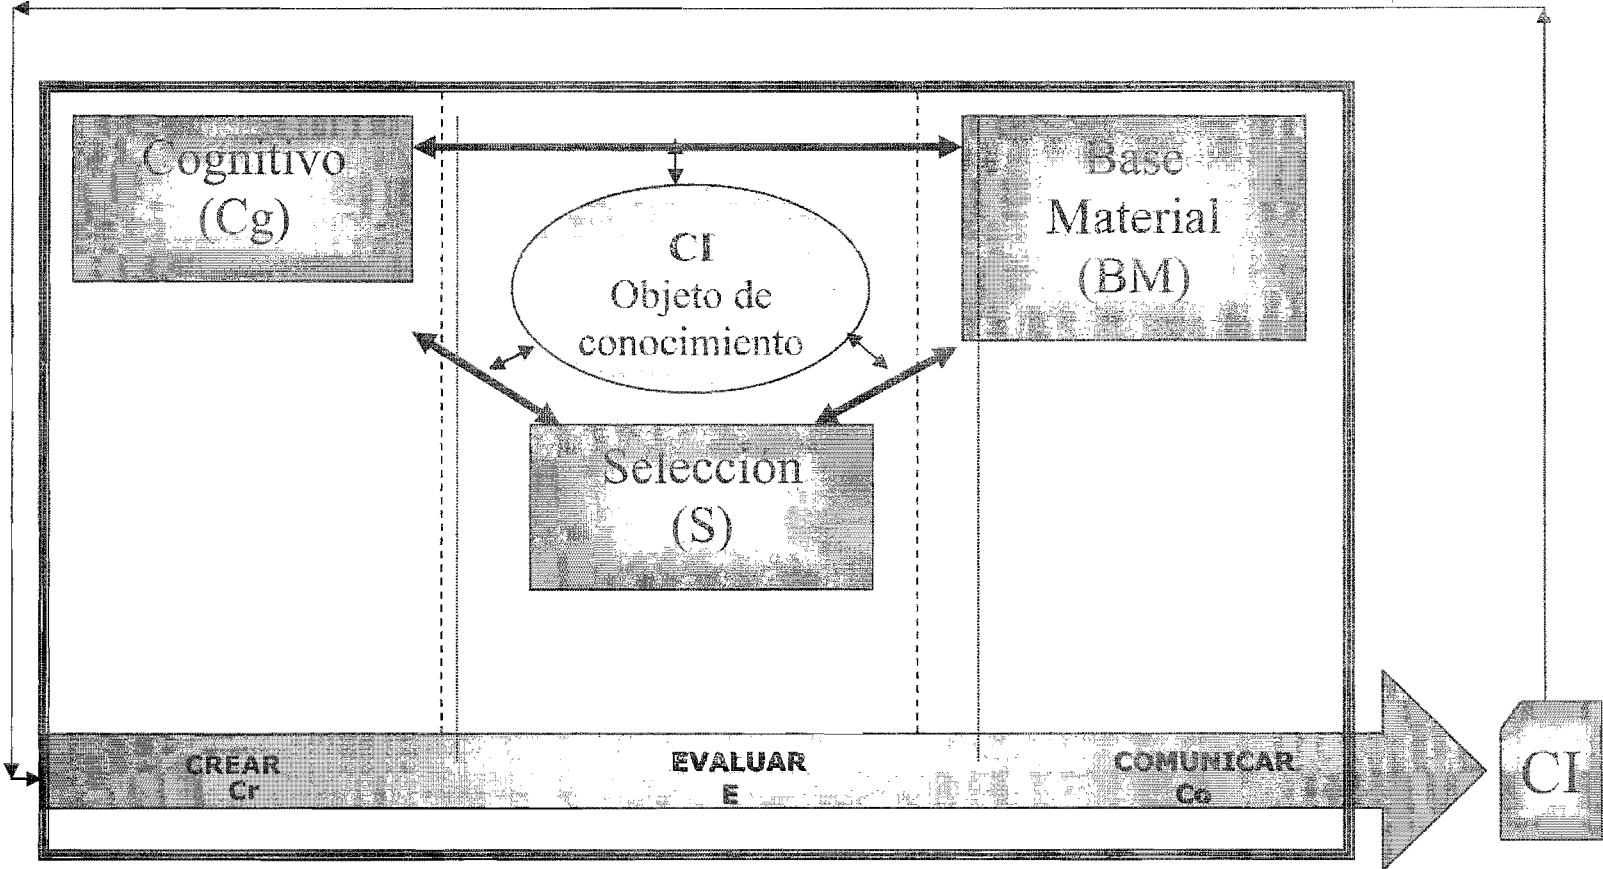 Cognitivo
(Cg)
Base
Material
(BM)
CI
Objeto de
conocimiento
Selección
(S)
CREAR
Cr
EVALUAR
E
COMUNICAR
Co
CI